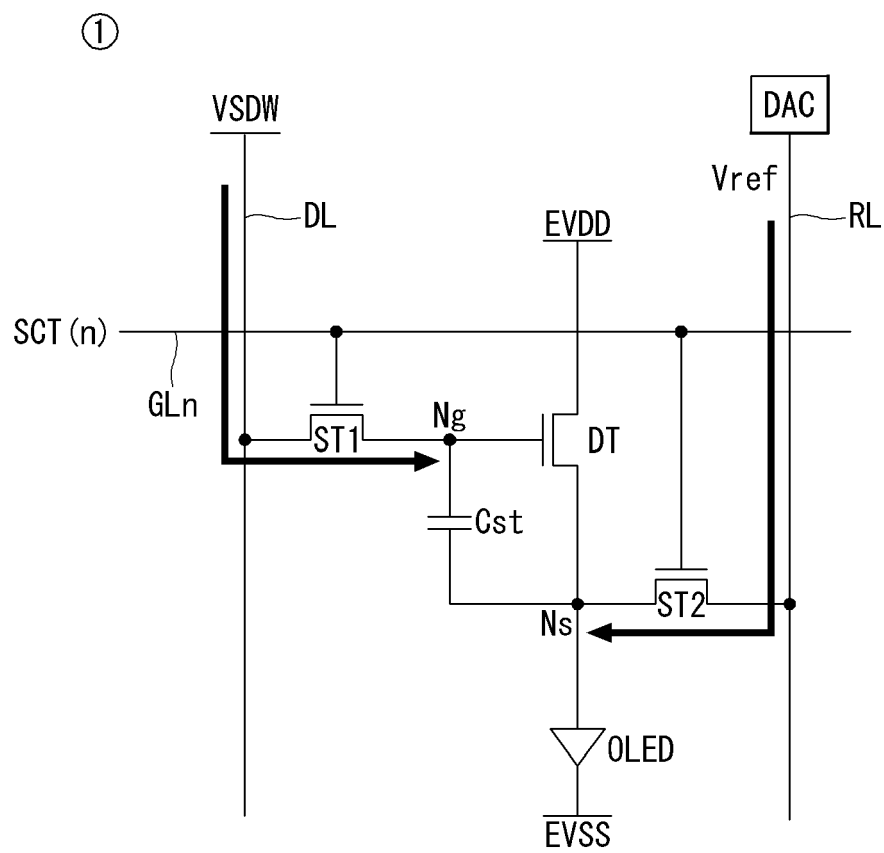 ①
VSDW
DAC
Vref
DL
RL
EVDD
SCT(n)
GLn
Ng
ST1
DT
Cst
ST2
Ns
OLED
EVSS